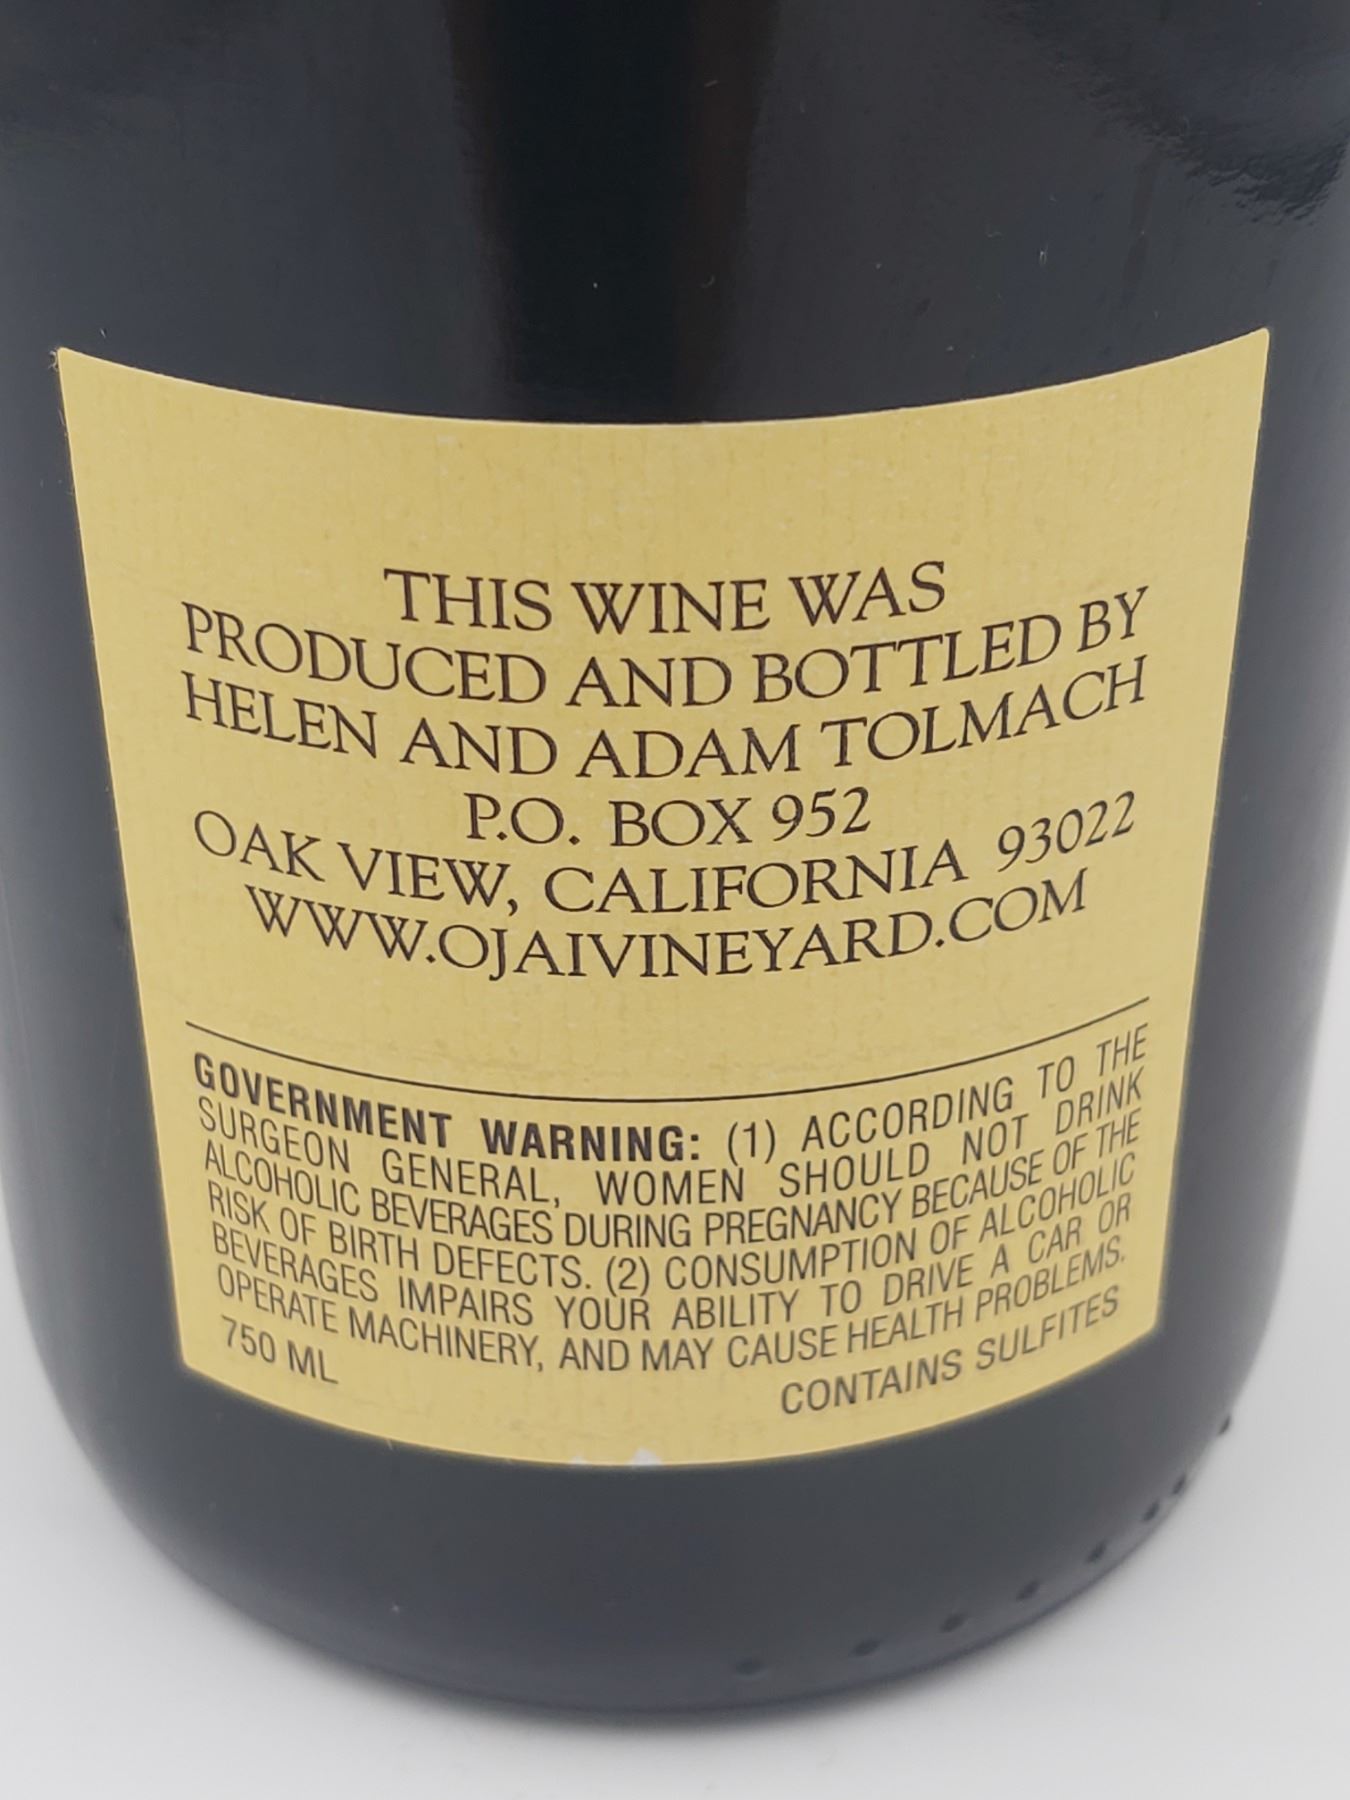 THIS WINE WAS
PRODUCED AND BOTTLED BY
HELEN AND ADAM TOLMACH
P.O. BOX 952
OAK VIEW, CALIFORNIA 93022
WWW.OJAIVINEYARD.COM
GOVERNMENT WARNING: (1) ACCORDING TO THE
SURGEON GENERAL, WOMEN SHOULD NOT DRINK
ALCOHOLIC BEVERAGES DURING PREGNANCY BECAUSE OF THE
RISK OF BIRTH DEFECTS. (2) CONSUMPTION OF ALCOHOLIC
BEVERAGES IMPAIRS YOUR ABILITY TO DRIVE A CAR OR
OPERATE MACHINERY, AND MAY CAUSE HEALTH PROBLEMS.
750 ML CONTAINS SULFITES